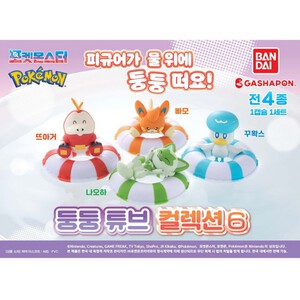 포켓몬스터
Pokémon
피규어가 물 위에
둥둥 떠요!
BAN
DAI
GASHAPON
전 4종
1캡슐 1세트
뜨아거
빠모
나오하
꾸왁스
둥둥 튜브 컬렉션 6